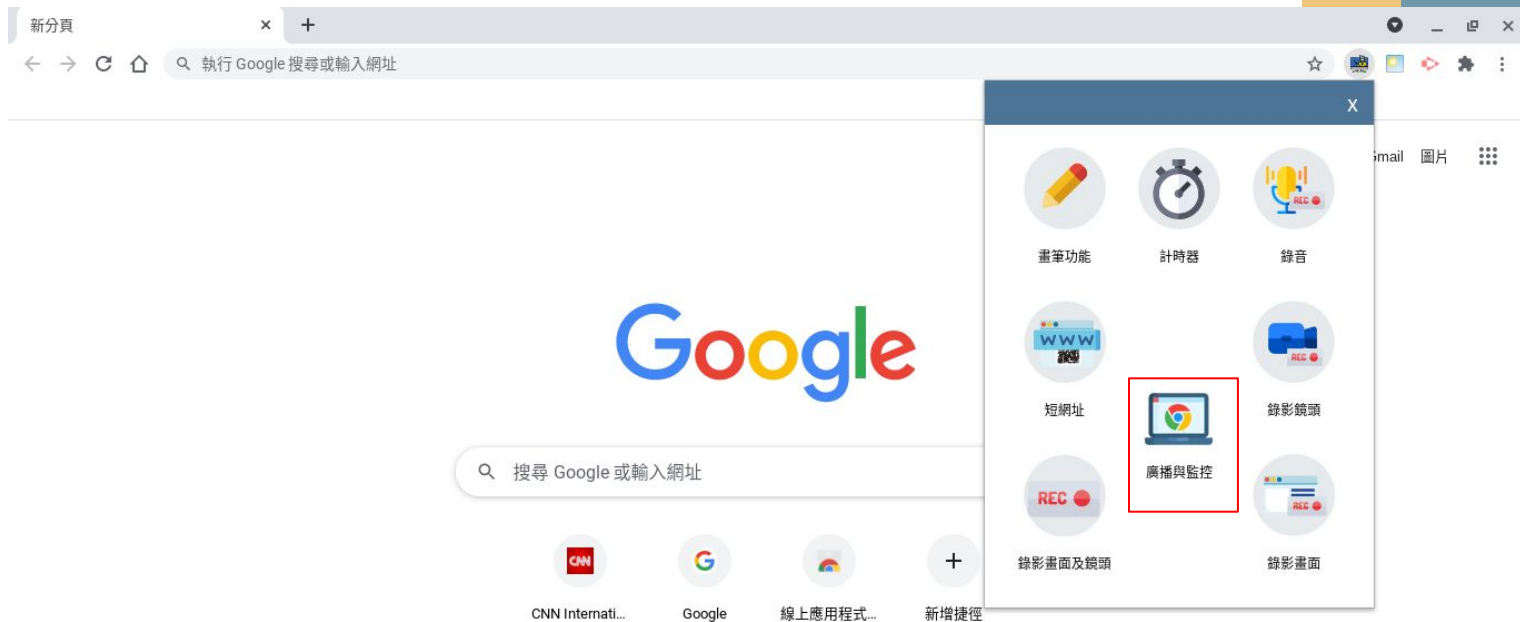 新分頁
執行 Google 搜尋或輸入網址
X
Gmail 圖片
畫筆功能 計時器 錄音
REC
Google
WWW
REC
短網址 錄影鏡頭
搜尋 Google 或輸入網址
廣播與監控
REC
REC
錄影畫面及鏡頭 錄影畫面
CNN
G
CNN Internati... Google 線上應用程式... 新增捷徑